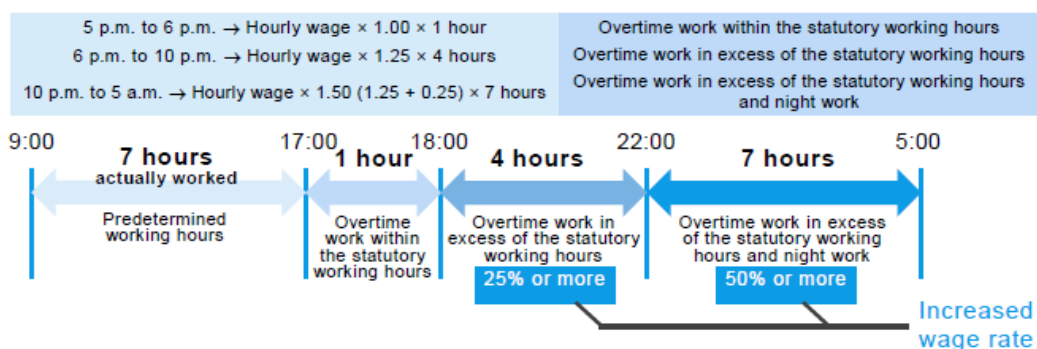 5 p.m. to 6 p.m. → Hourly wage × 1.00 × 1 hour
Overtime work within the statutory working hours
6 p.m. to 10 p.m. → Hourly wage × 1.25 × 4 hours
Overtime work in excess of the statutory working hours
10 p.m. to 5 a.m. → Hourly wage × 1.50 (1.25 + 0.25) × 7 hours
Overtime work in excess of the statutory working hours
and night work
9:00
17:00
18:00
22:00
5:00
7 hours
actually worked
1 hour
4 hours
7 hours
Predetermined
working hours
Overtime
work within
the statutory
working hours
Overtime work in
excess of the statutory
working hours
25% or more
Overtime work in excess
of the statutory working
hours and night work
50% or more
Increased
wage rate